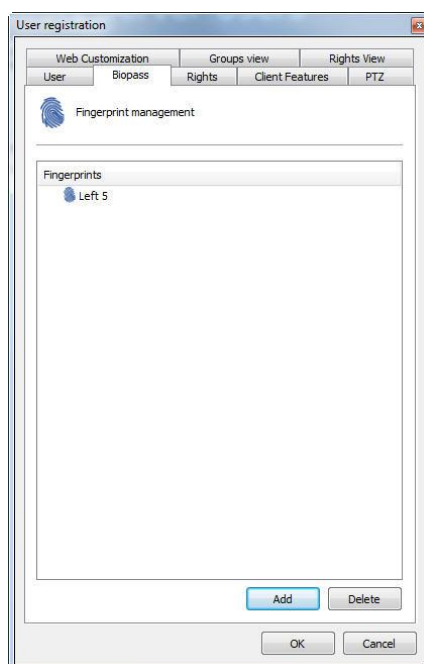 User registration
Web Customization Groups view Rights View
User Biopass Rights Client Features PTZ
Fingerprint management
Fingerprints
Left 5
Add Delete
OK Cancel